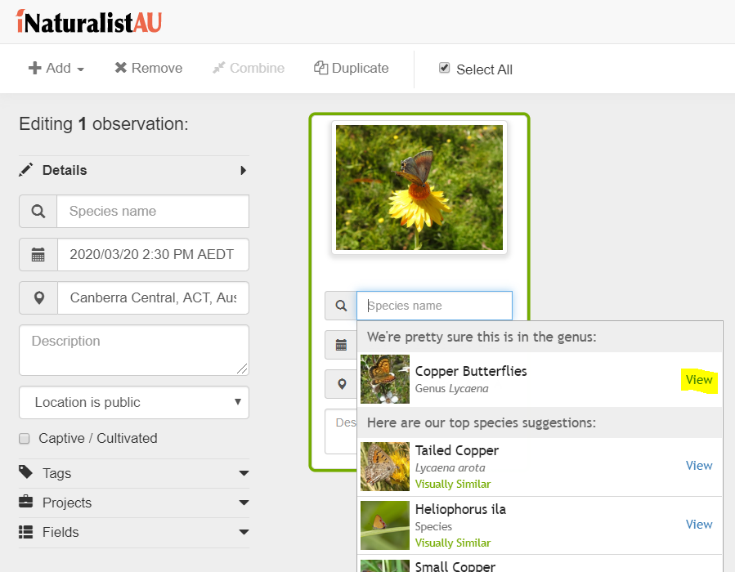 iNaturalistAU
Add Remove Combine Duplicate Select All
Editing 1 observation:
Details
Species name
2020/03/20 2:30 PM AEDT
Canberra Central, ACT, Aus
Description
Location is public
Captive / Cultivated
Tags
Projects
Fields
Species name
Des
We're pretty sure this is in the genus:
Copper Butterflies
Genus Lycaena
View
Here are our top species suggestions:
Tailed Copper
Lycaena arota
Visually Similar
View
Heliophorus ila
Species
Visually Similar
View
Small Copper